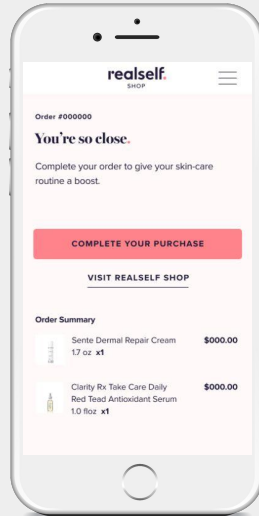 realself.
SHOP
Order #000000
You're so close.
Complete your order to give your skin-care
routine a boost.
COMPLETE YOUR PURCHASE
VISIT REALSELF SHOP
Order Summary
Sente Dermal Repair Cream $000.00
1.7 oz x1
Clarity Rx Take Care Daily $000.00
Red Tead Antioxidant Serum
1.0 floz x1